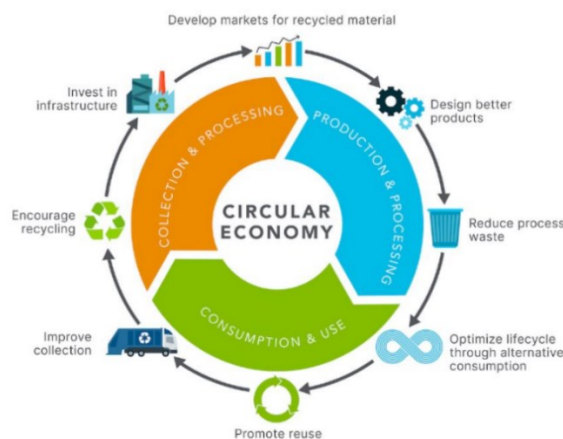 Develop markets for recycled material
Design better
products
Reduce process
waste
Optimize lifecycle
through alternative
consumption
Promote reuse
Improve
collection
Encourage
recycling
Invest in
infrastructure
COLLECTION & PROCESSING
PRODUCTION & PROCESSING
CONSUMPTION & USE
CIRCULAR
ECONOMY